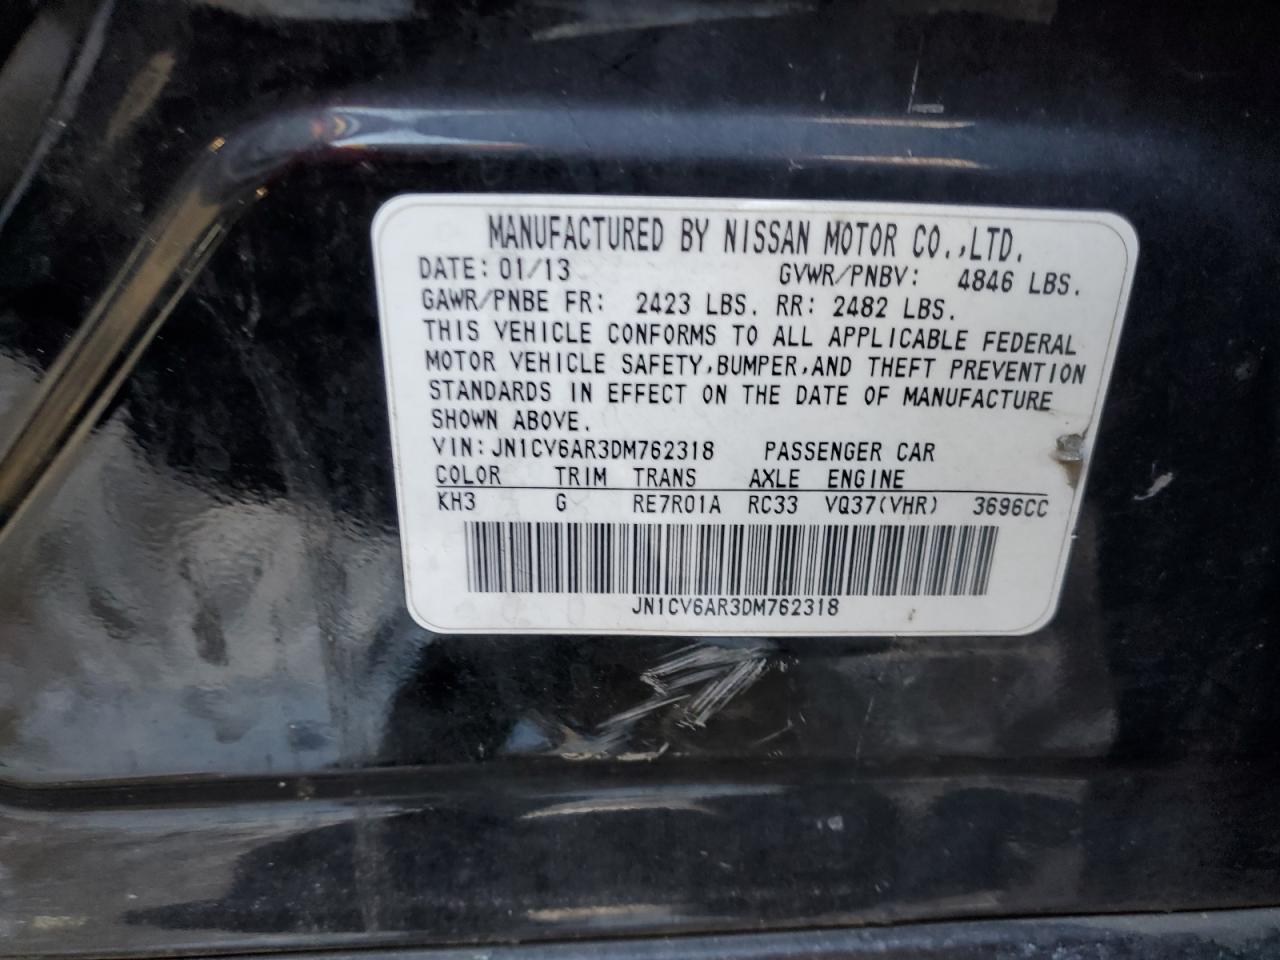 MANUFACTURED BY NISSAN MOTOR CO.,LTD.
DATE: 01/13 GVWR/PNBV: 4846 LBS.
GAWR/PNBE FR: 2423 LBS. RR: 2482 LBS.
THIS VEHICLE CONFORMS TO ALL APPLICABLE FEDERAL
MOTOR VEHICLE SAFETY,BUMPER,AND THEFT PREVENTION
STANDARDS IN EFFECT ON THE DATE OF MANUFACTURE
SHOWN ABOVE.
VIN:JN1CV6AR3DM762318 PASSENGER CAR
COLOR TRIM TRANS AXLE ENGINE
KH3 G RE7R01A RC33 VQ37(VHR) 3696CC
JN1CV6AR3DM762318